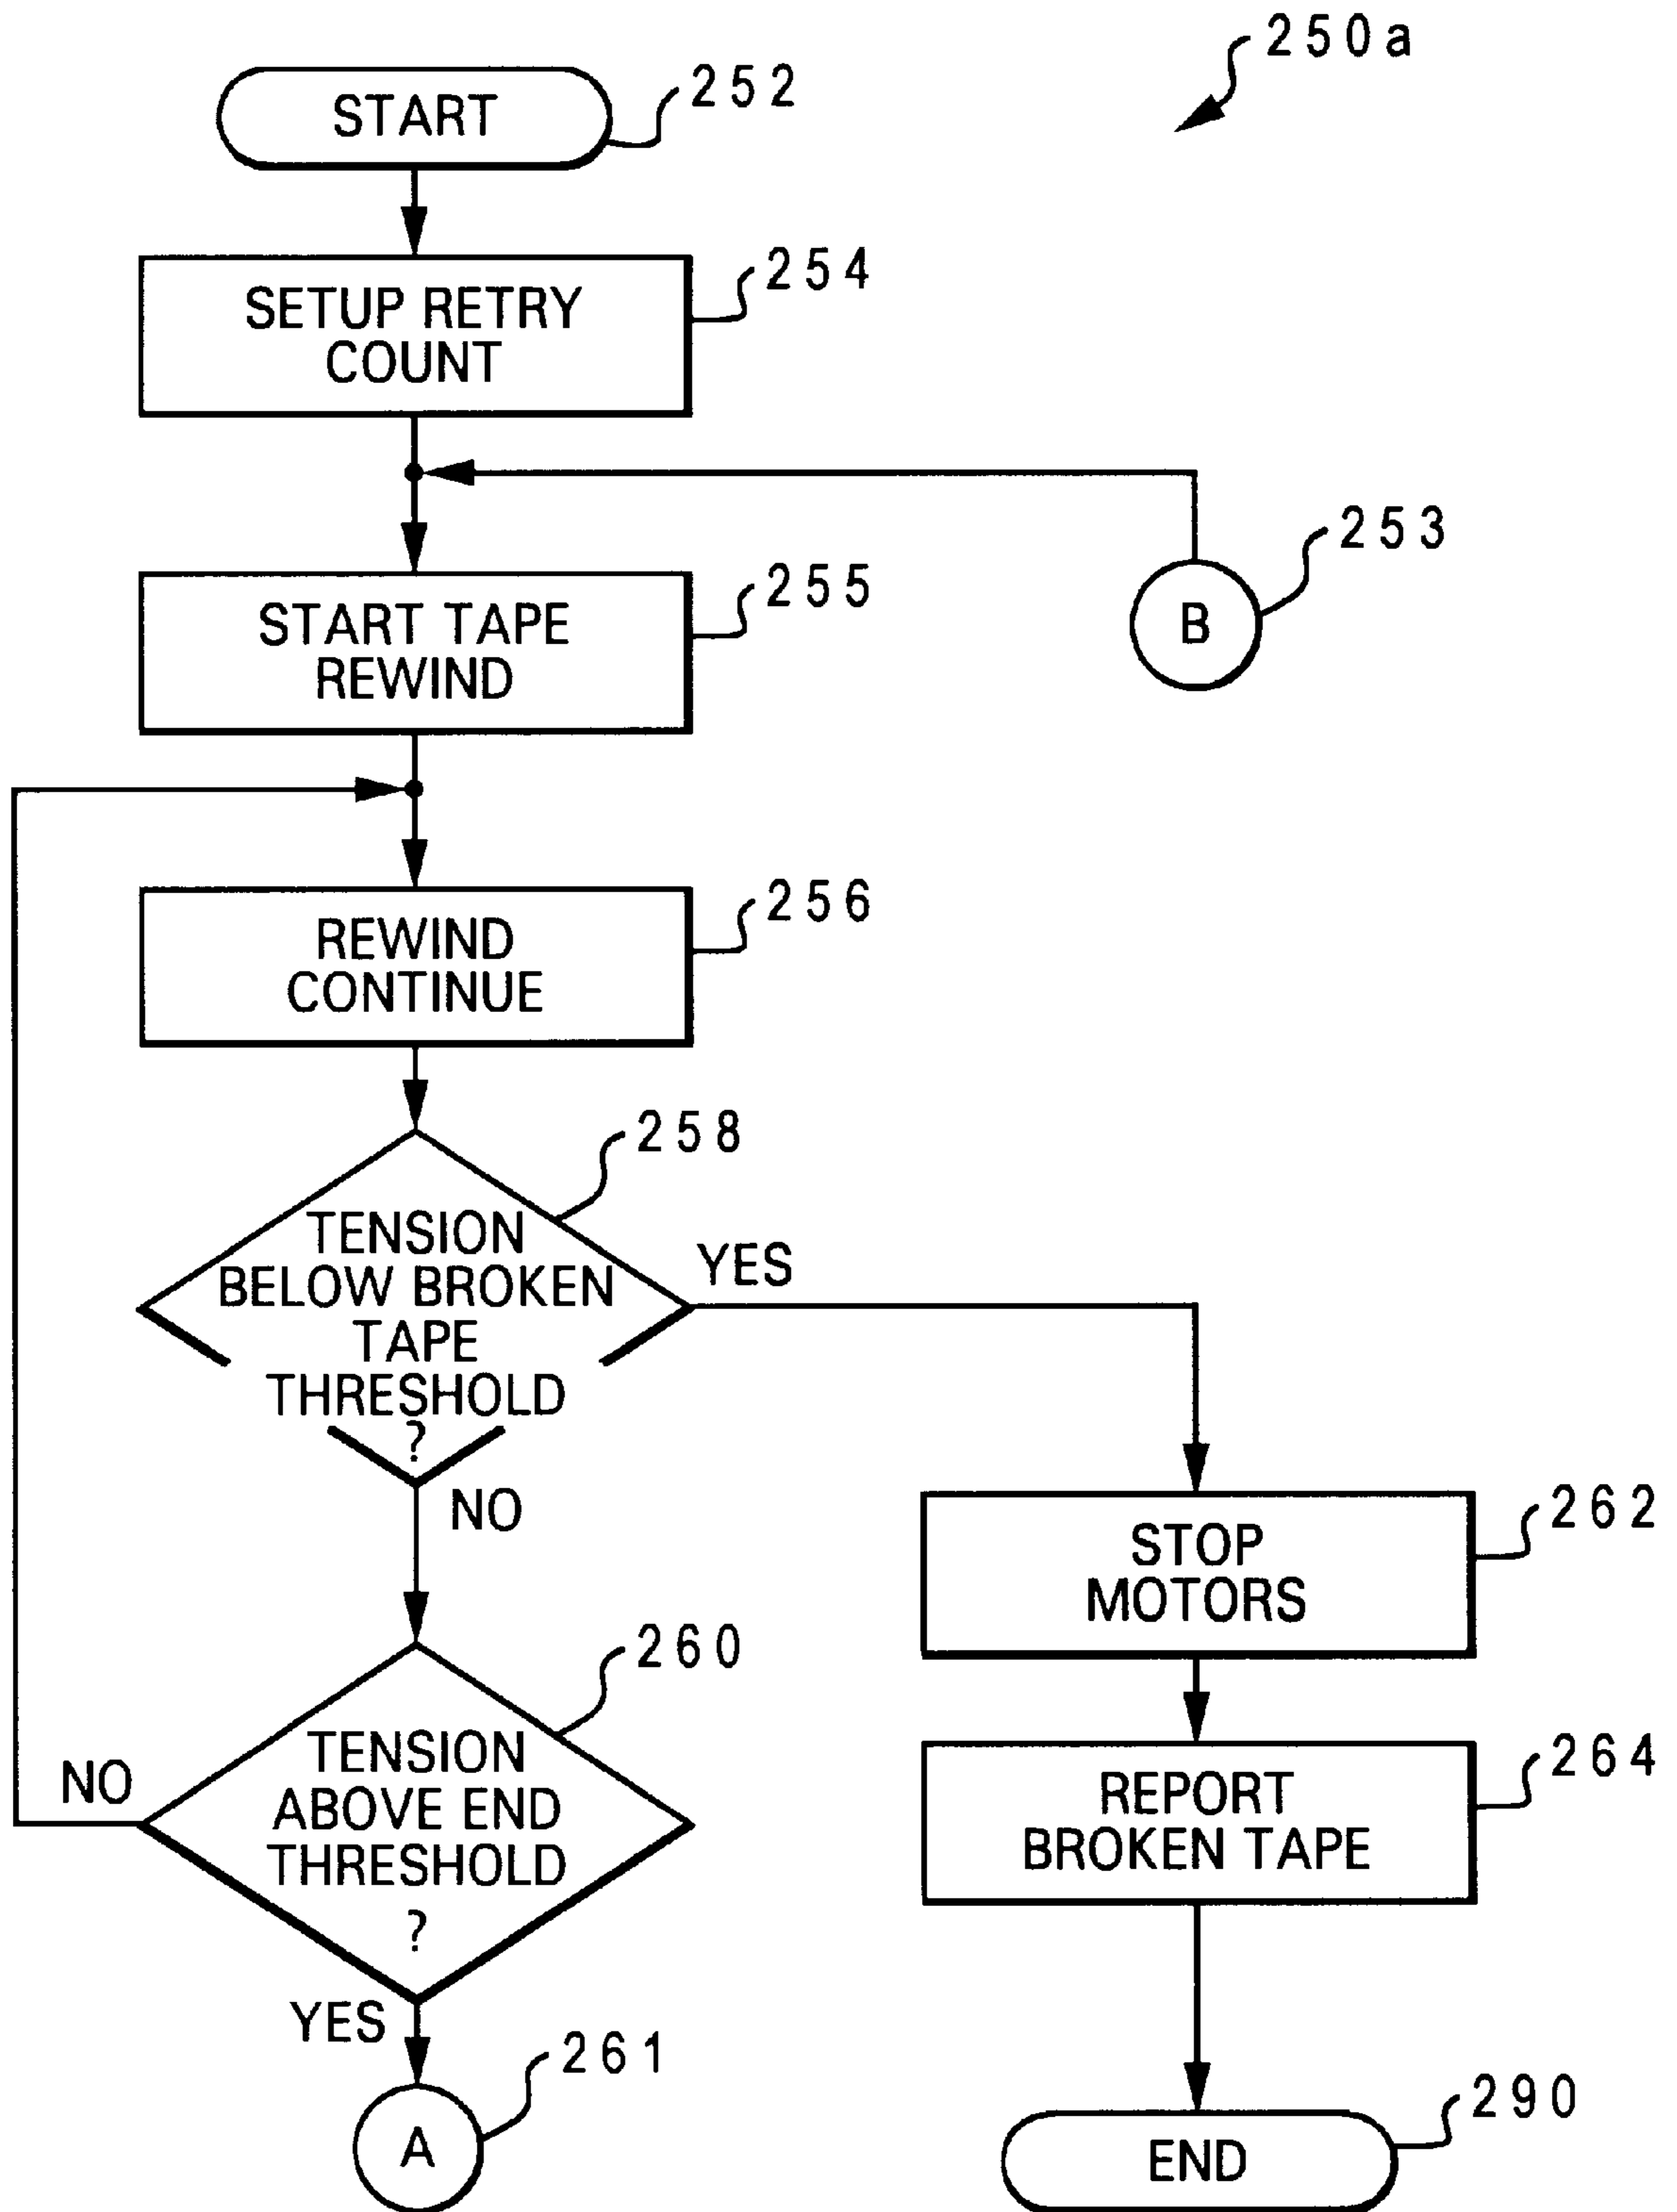 250a
START
252
SETUP RETRY
COUNT
254
B
253
START TAPE
REWIND
255
REWIND
CONTINUE
256
TENSION
BELOW BROKEN
TAPE
THRESHOLD
?
258
YES
NO
TENSION
ABOVE END
THRESHOLD
?
260
NO
YES
A
261
STOP
MOTORS
262
REPORT
BROKEN TAPE
264
END
290